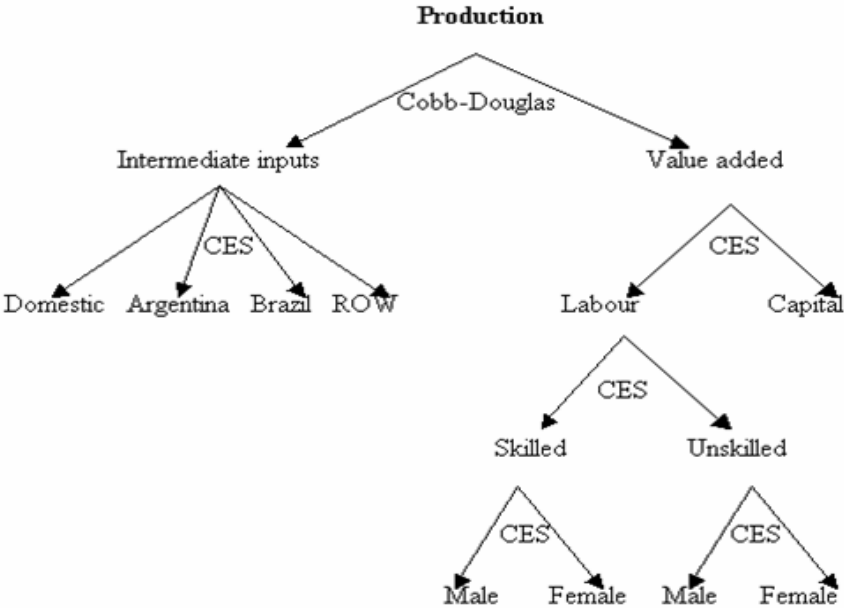 Production
Cobb-Douglas
Intermediate inputs Value added
CES CES
Domestic Argentina Brazil ROW Labour Capital
CES
Skilled Unskilled
CES CES
Male Female Male Female